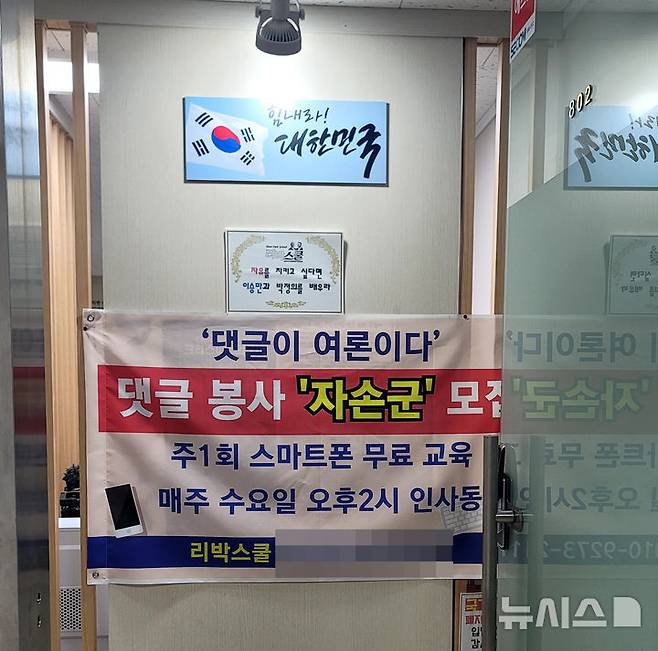 힘내라!
대한민국
802
스쿨
자유를 지키고 싶다면
이승만과 박정희를 배우라
'댓글이 여론이다'
댓글 봉사 '자손군' 모집
주1회 스마트폰 무료 교육
매주 수요일 오후2시 인사동
리박스쿨
뉴시스